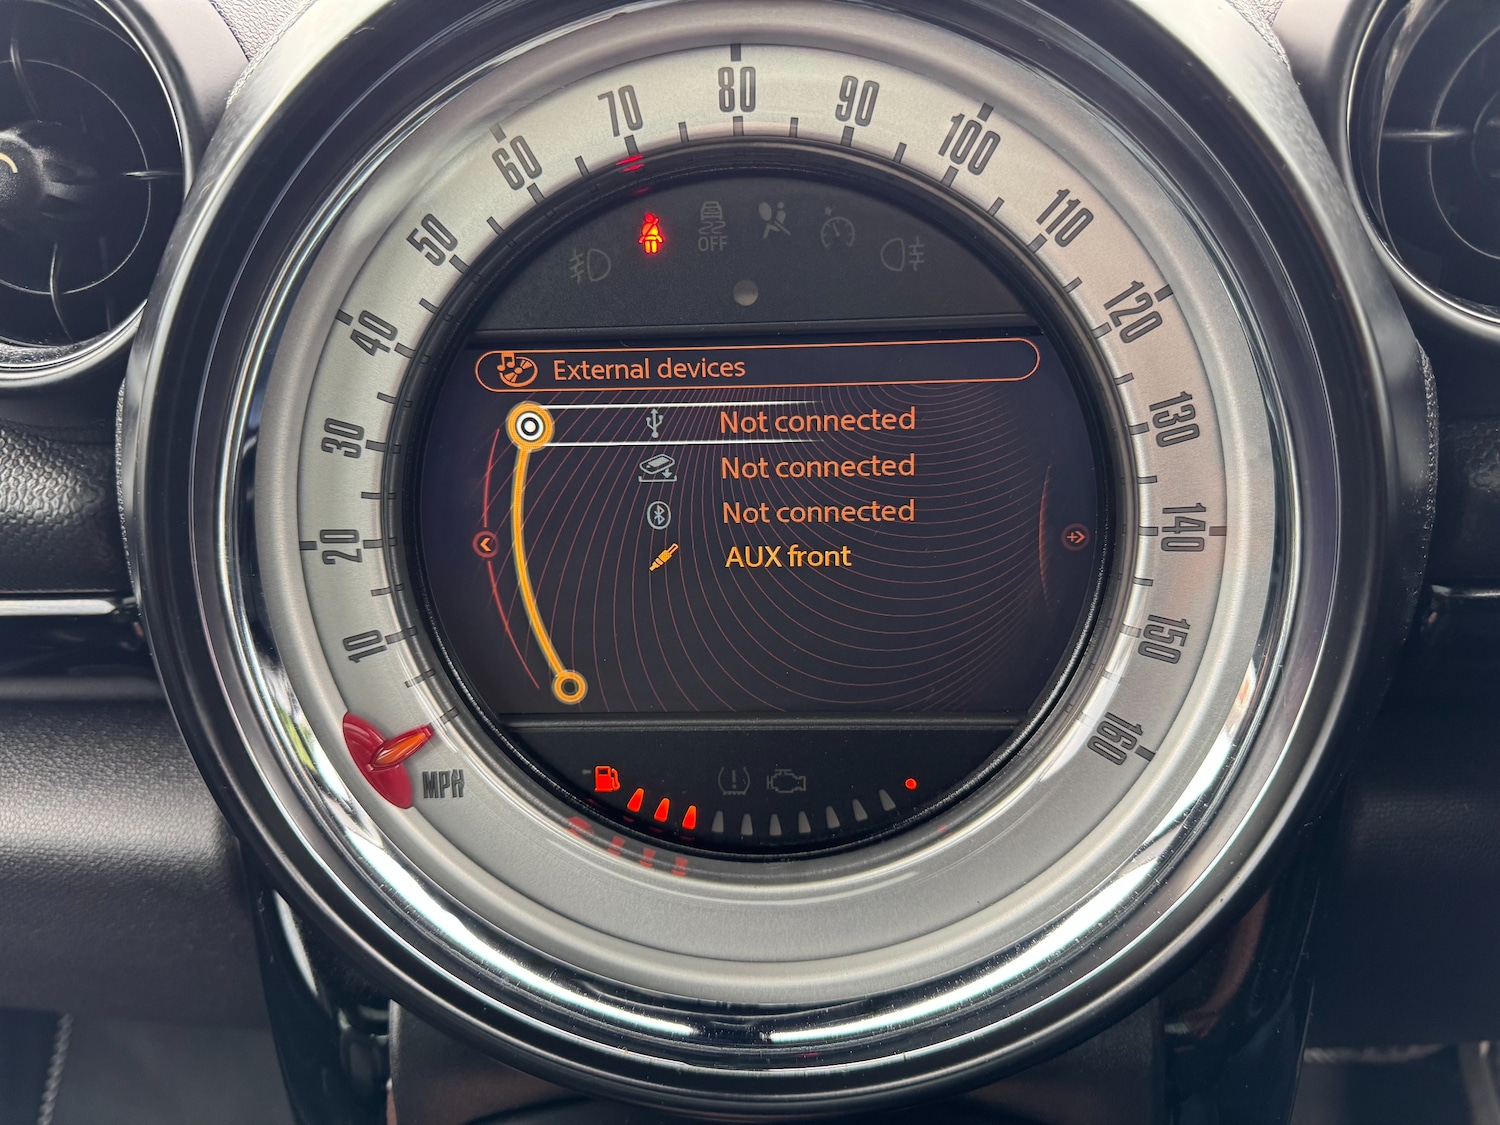 80
70
90
60
100
50
110
40
120
30
130
20
140
10
150
160
MPH
OFF
External devices
Not connected
Not connected
Not connected
AUX front